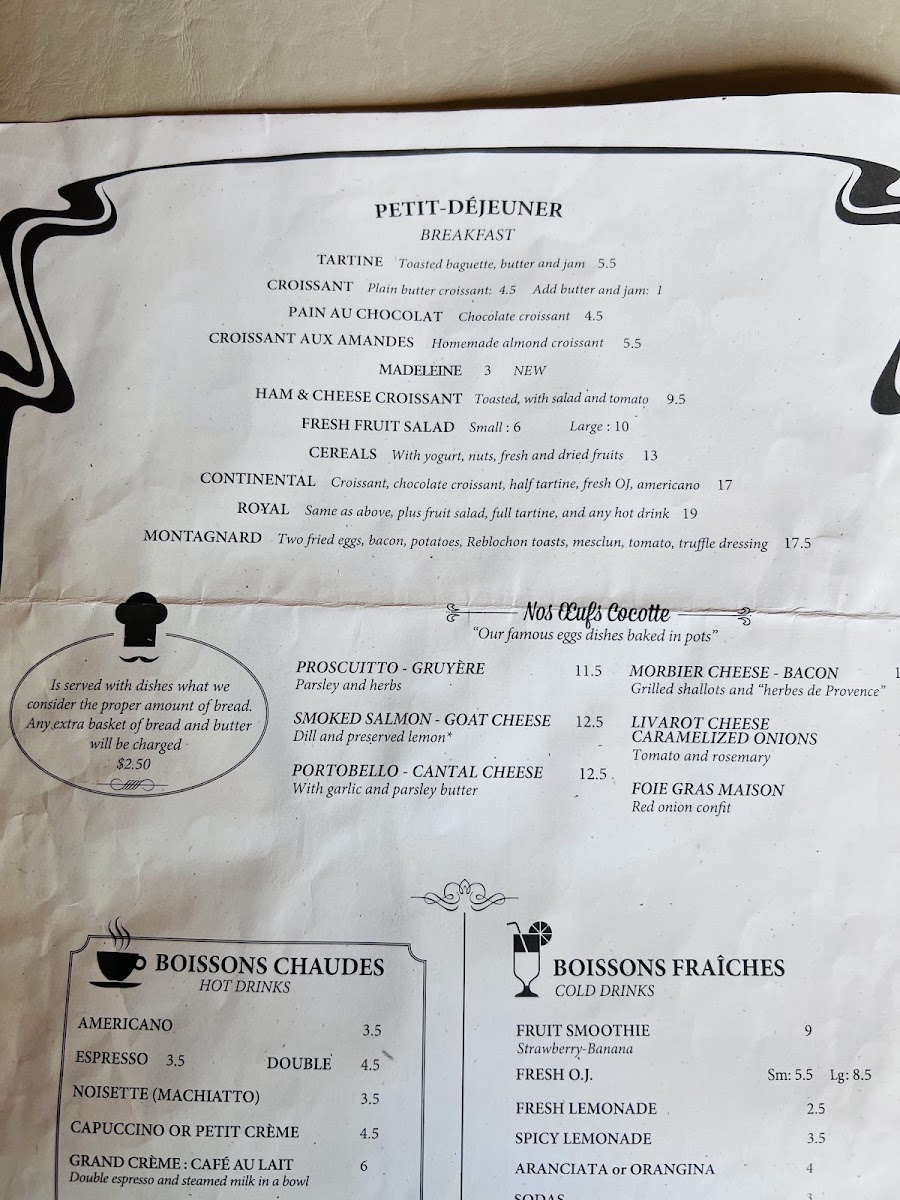 PETIT-DÉJEUNER
BREAKFAST
TARTINE Toasted baguette, butter and jam 5.5
CROISSANT Plain butter croissant: 4.5 Add butter and jam: 1
PAIN AU CHOCOLAT Chocolate croissant 4.5
CROISSANT AUX AMANDES Homemade almond croissant 5.5
MADELEINE 3 NEW
HAM & CHEESE CROISSANT Toasted, with salad and tomato 9.5
FRESH FRUIT SALAD Small : 6 Large : 10
CEREALS With yogurt, nuts, fresh and dried fruits 13
CONTINENTAL Croissant, chocolate croissant, half tartine, fresh OJ, americano 17
ROYAL Same as above, plus fruit salad, full tartine, and any hot drink 19
MONTAGNARD Two fried eggs, bacon, potatoes, Reblochon toasts, mesclun, tomato, truffle dressing 17.5
Is served with dishes what we
consider the proper amount of bread.
Any extra basket of bread and butter
will be charged
$2.50
Nos Œufs Cocotte
"Our famous eggs dishes baked in pots"
PROSCUITTO - GRUYÈRE 11.5
Parsley and herbs
SMOKED SALMON - GOAT CHEESE 12.5
Dill and preserved lemon*
PORTOBELLO - CANTAL CHEESE 12.5
With garlic and parsley butter
MORBIER CHEESE - BACON
Grilled shallots and "herbes de Provence"
LIVAROT CHEESE
CARAMELIZED ONIONS
Tomato and rosemary
FOIE GRAS MAISON
Red onion confit
BOISSONS CHAUDES
HOT DRINKS
AMERICANO 3.5
ESPRESSO 3.5 DOUBLE 4.5
NOISETTE (MACHIATTO) 3.5
CAPUCCINO OR PETIT CRÈME 4.5
GRAND CRÈME : CAFÉ AU LAIT 6
Double espresso and steamed milk in a bowl
BOISSONS FRAÎCHES
COLD DRINKS
FRUIT SMOOTHIE 9
Strawberry-Banana
FRESH O.J. Sm: 5.5 Lg: 8.5
FRESH LEMONADE 2.5
SPICY LEMONADE 3.5
ARANCIATA or ORANGINA 4
SODAS 3